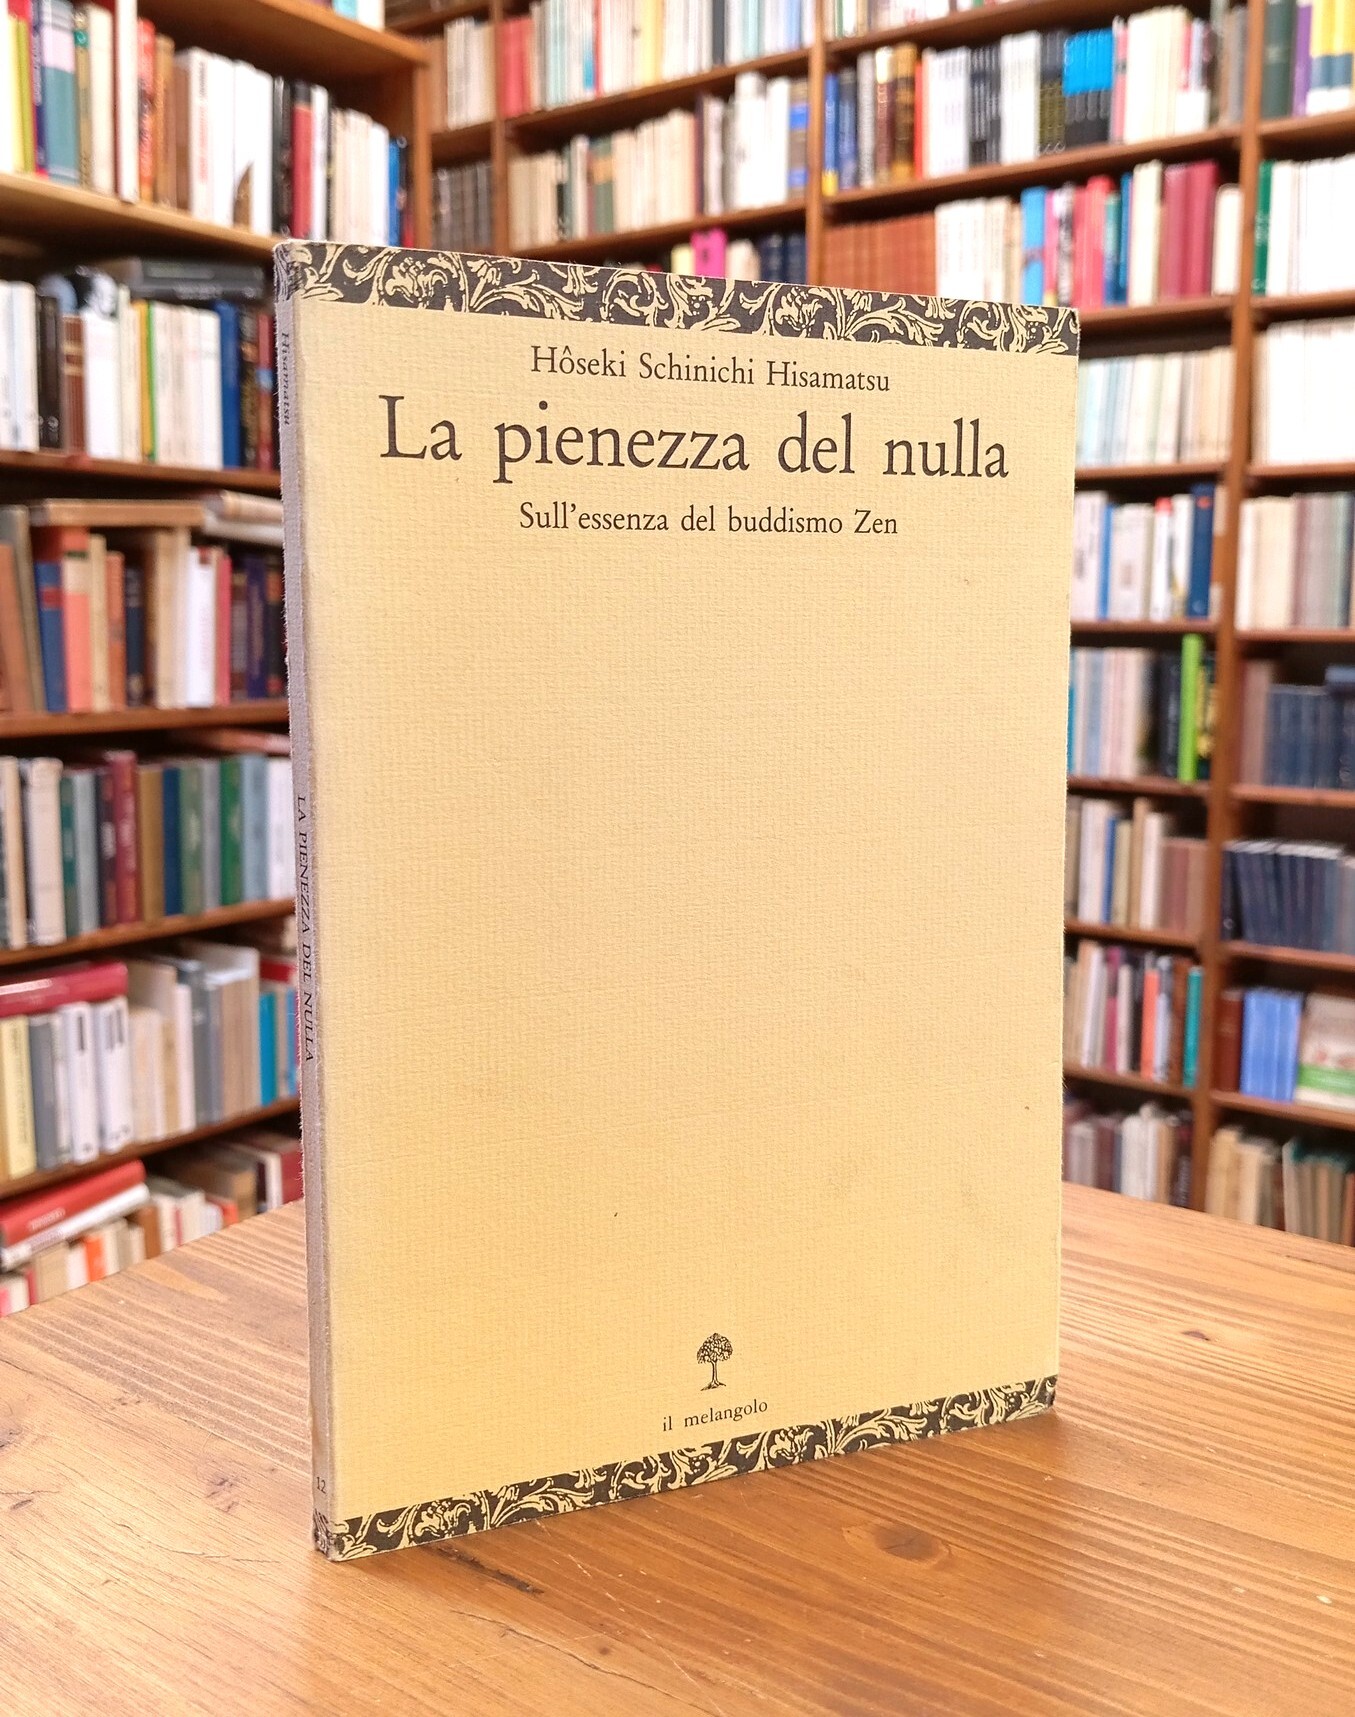 Hôseki Schinichi Hisamatsu
La pienezza del nulla
Sull'essenza del buddismo Zen
il melangolo
Hisamatsu
LA PIENEZZA DEL NULLA
12